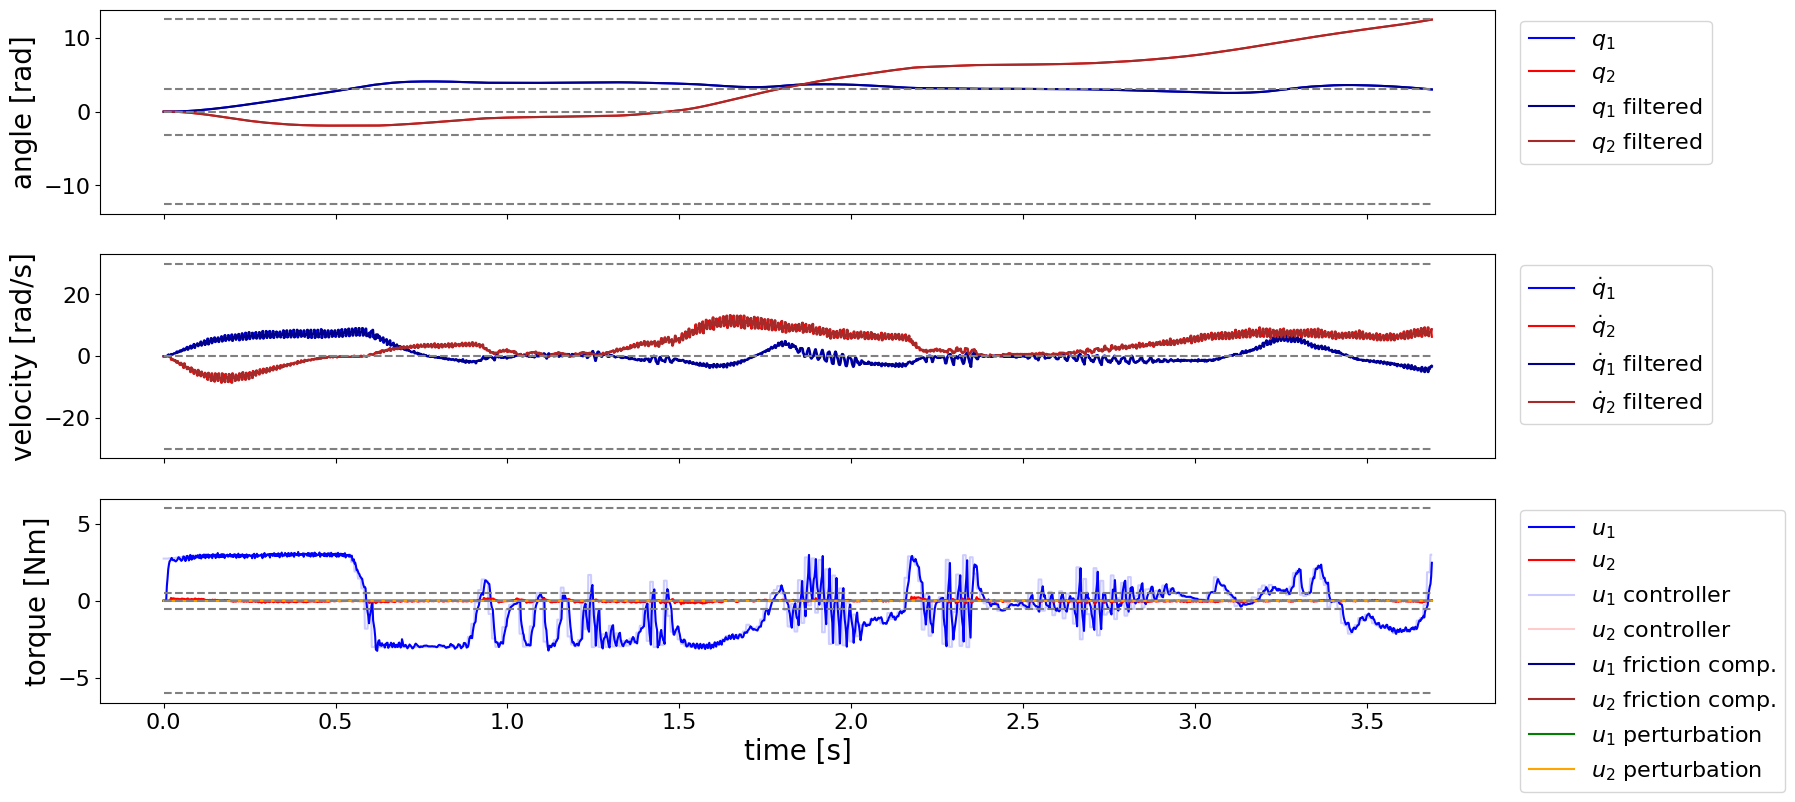 angle [rad]
10
0
−10
q₁
q₂
q₁ filtered
q₂ filtered
velocity [rad/s]
20
0
−20
q̇₁
q̇₂
q̇₁ filtered
q̇₂ filtered
torque [Nm]
5
0
−5
0.0 0.5 1.0 1.5 2.0 2.5 3.0 3.5
time [s]
u₁
u₂
u₁ controller
u₂ controller
u₁ friction comp.
u₂ friction comp.
u₁ perturbation
u₂ perturbation